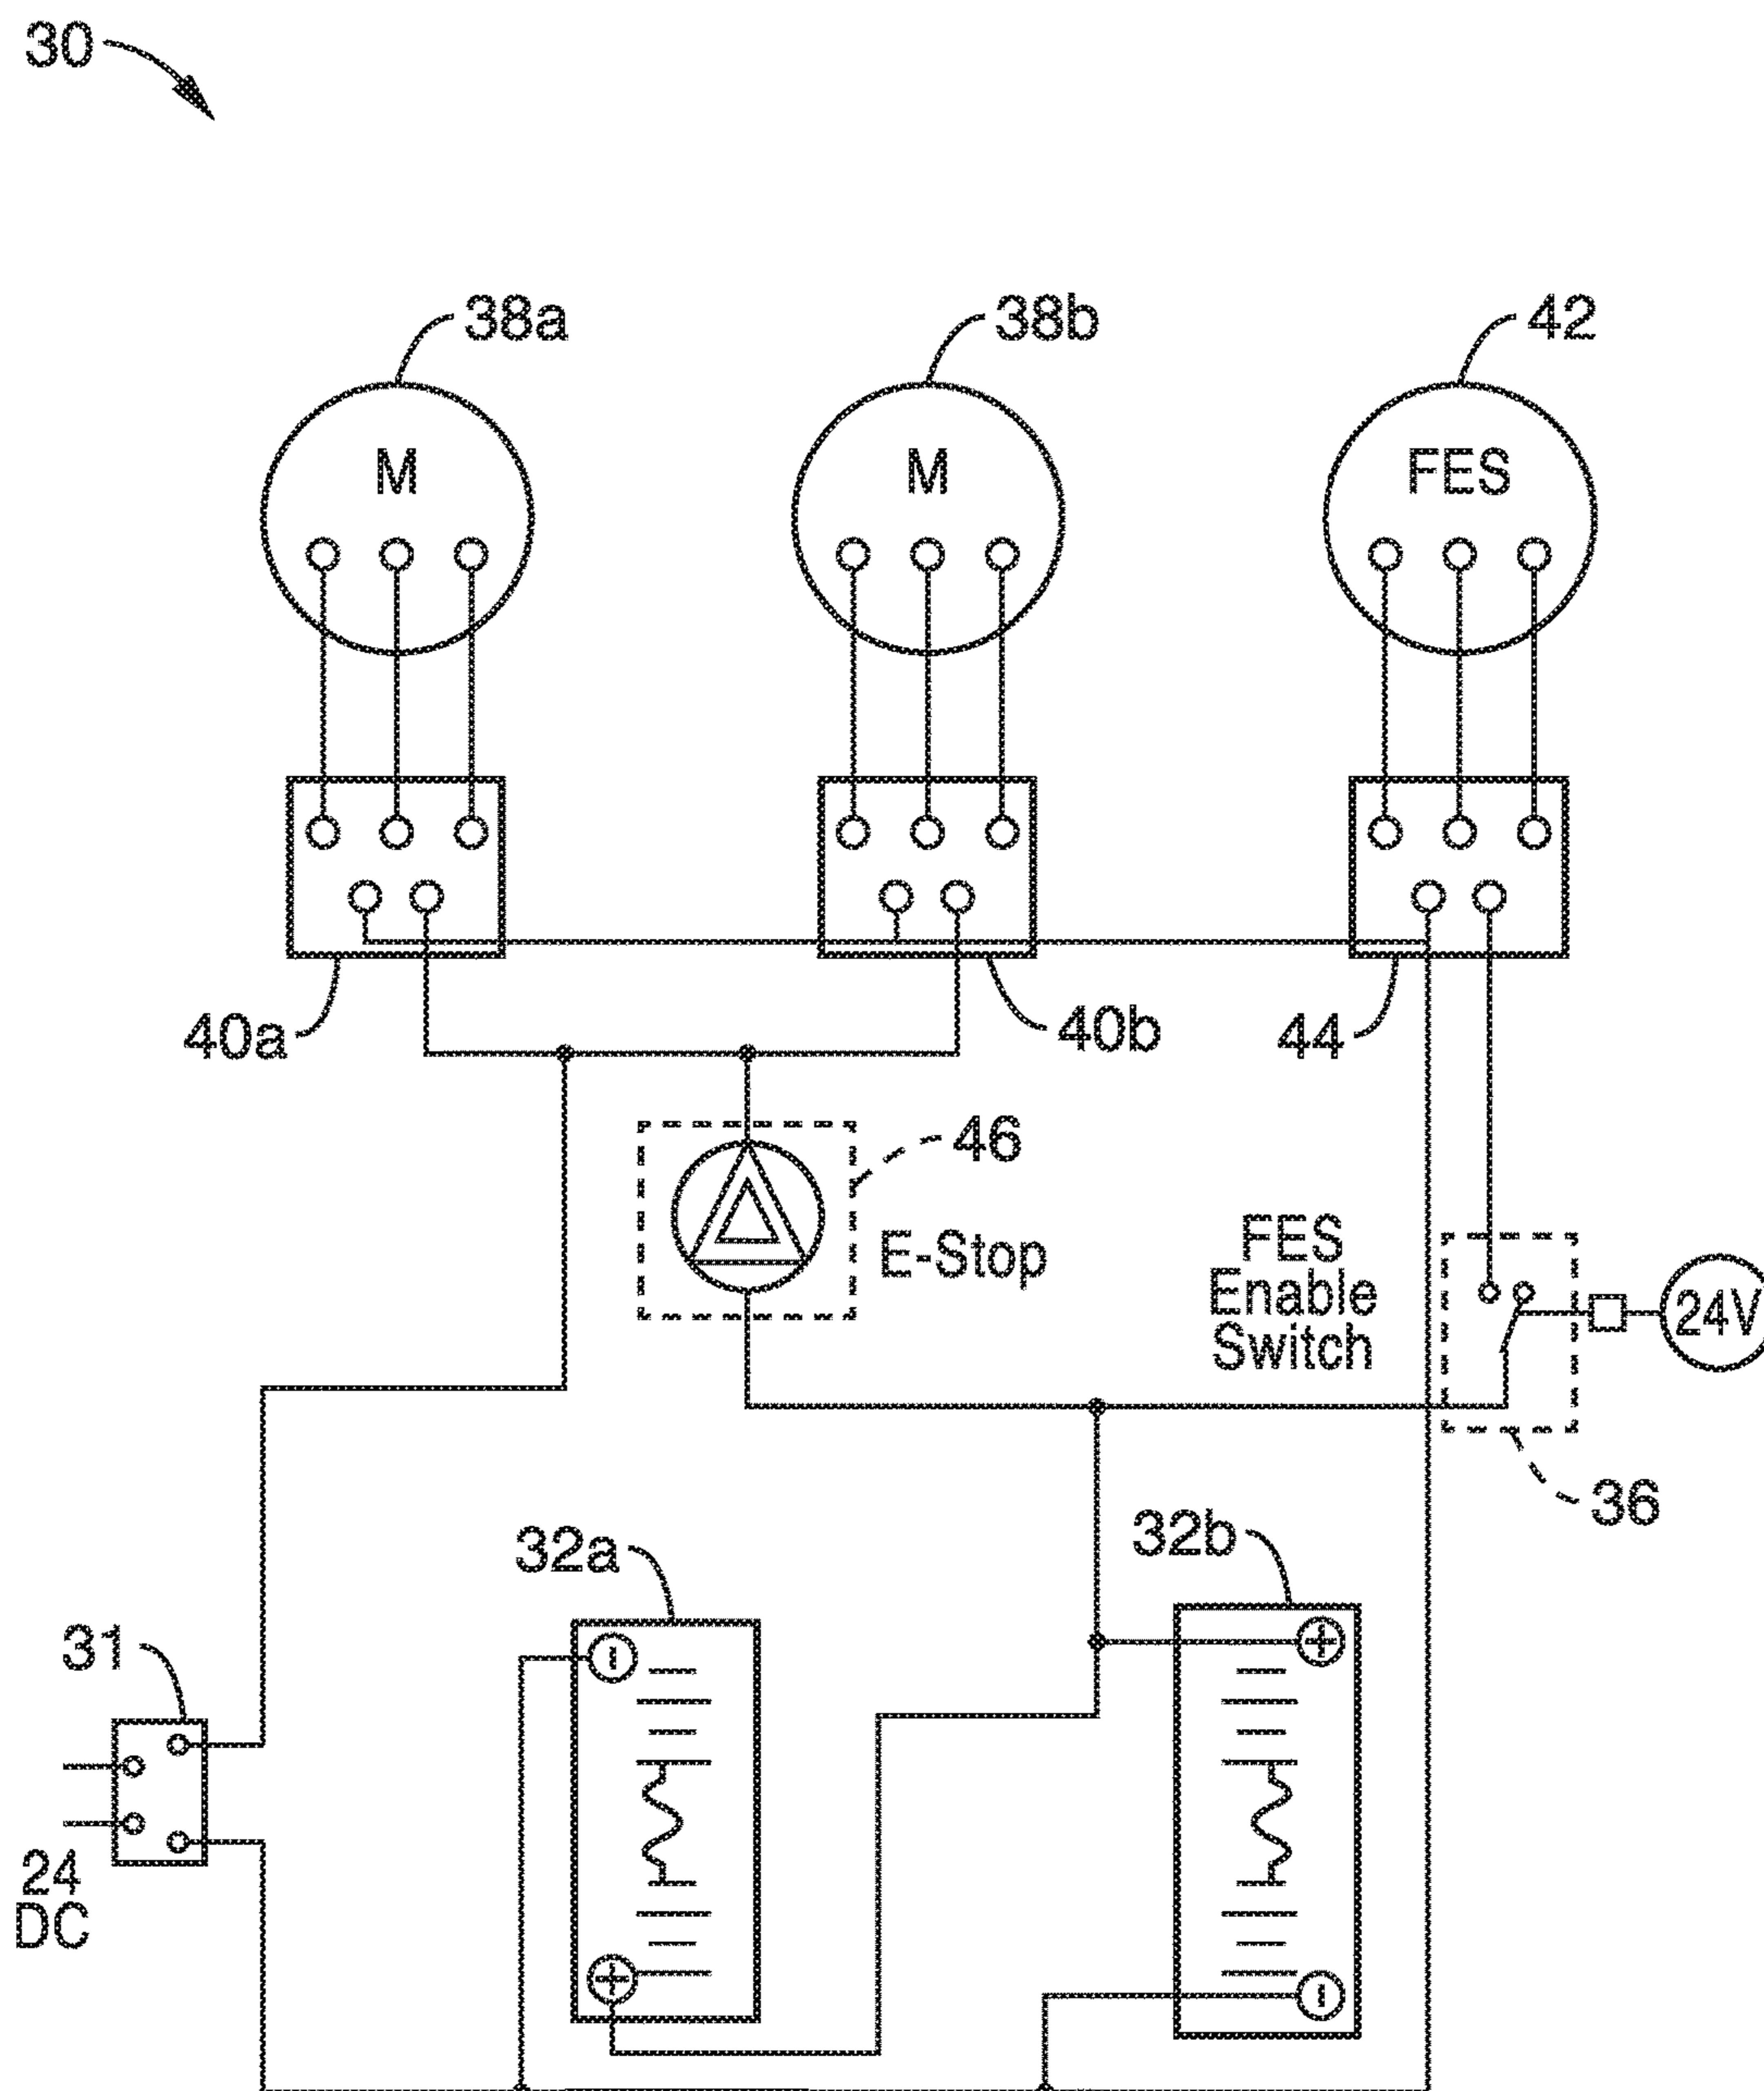 30
38a
38b
42
M
M
FES
40a
40b
44
46
E-Stop
FES
Enable
Switch
24V
36
32a
32b
31
24
DC